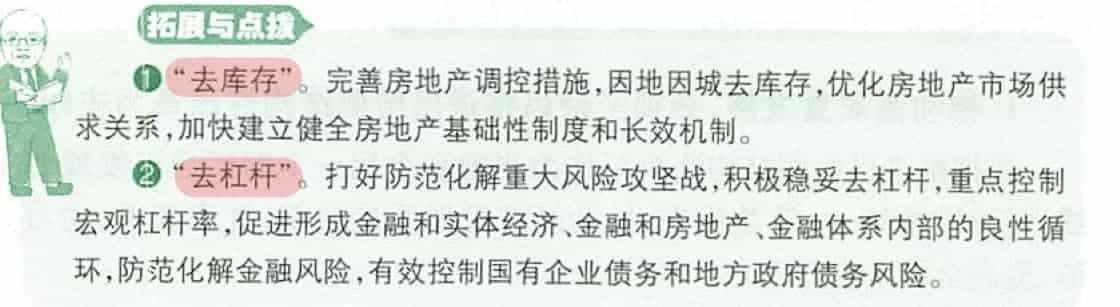 拓展与点拨
❶“去库存”。完善房地产调控措施,因地因城去库存,优化房地产市场供
求关系,加快建立健全房地产基础性制度和长效机制。
❷“去杠杆”。打好防范化解重大风险攻坚战,积极稳妥去杠杆,重点控制
宏观杠杆率,促进形成金融和实体经济、金融和房地产、金融体系内部的良性循
环,防范化解金融风险,有效控制国有企业债务和地方政府债务风险。